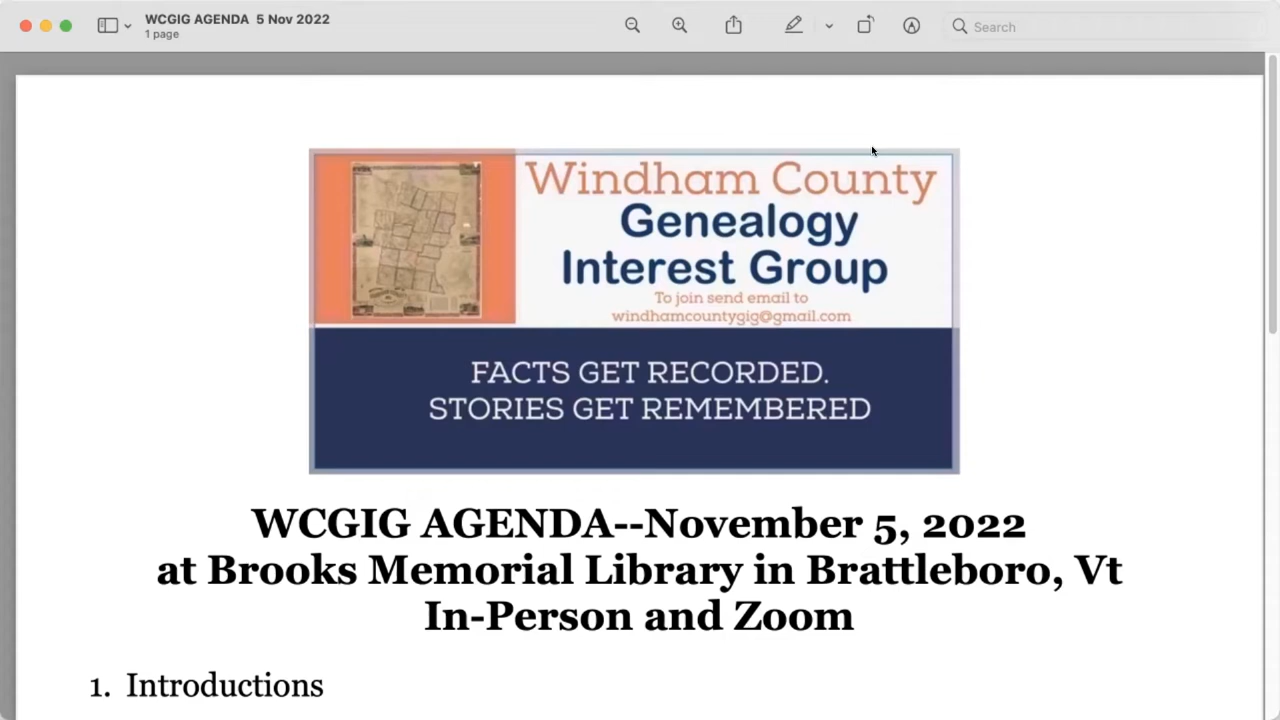 WCGIG AGENDA  5 Nov 2022
1 page
Search
Windham County
Genealogy
Interest Group
To join send email to
windhamcountygig@gmail.com
FACTS GET RECORDED.
STORIES GET REMEMBERED
WCGIG AGENDA--November 5, 2022
at Brooks Memorial Library in Brattleboro, Vt
In-Person and Zoom
1. Introductions